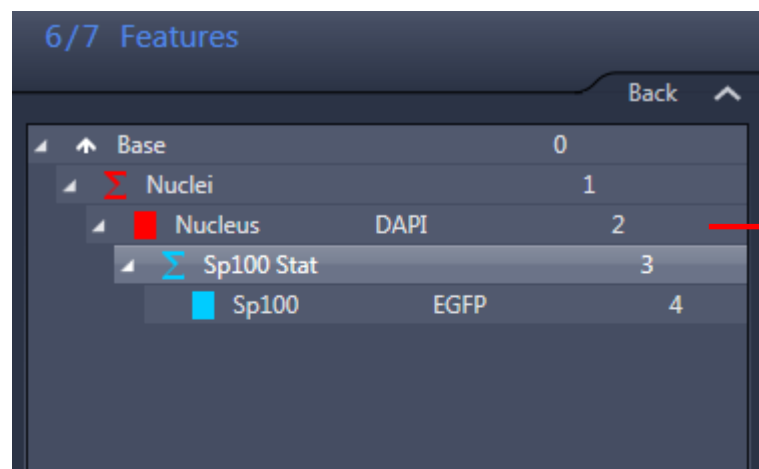 6/7 Features
Back
Base 0
Nuclei 1
Nucleus DAPI 2
Sp100 Stat 3
Sp100 EGFP 4